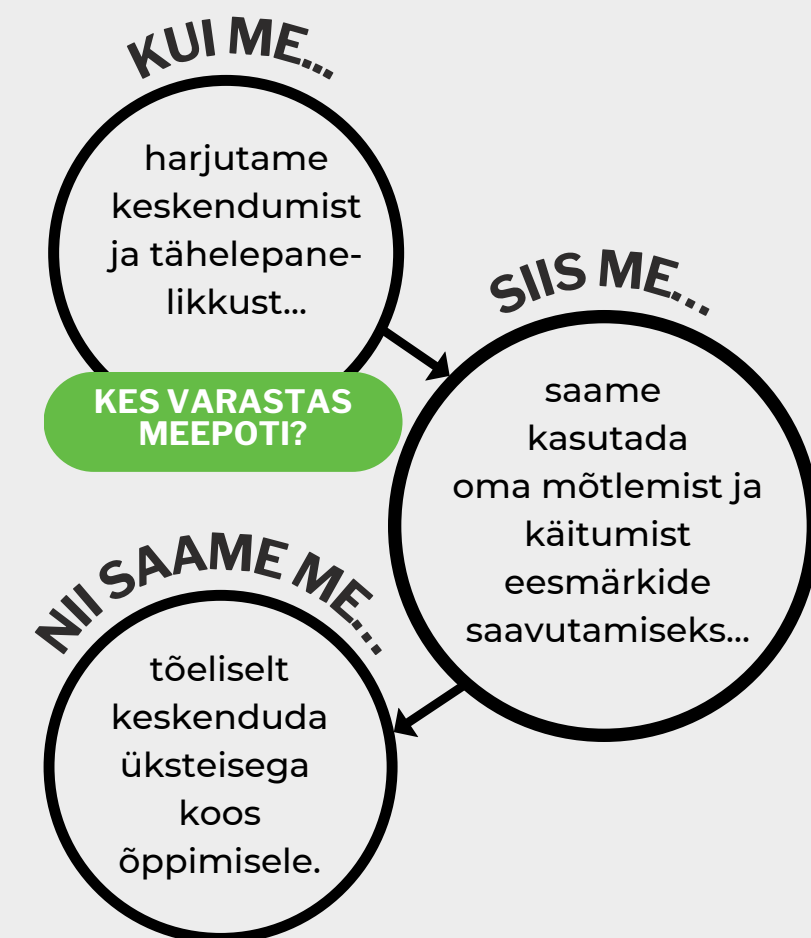 KUI ME...
harjutame
keskendumist
ja tähelepane-
likkust...
KES VARASTAS
MEEPOTI?
SIIS ME...
saame
kasutada
oma mõtlemist ja
käitumist
eesmärkide
saavutamiseks...
NII SAAME ME...
tõeliselt
keskenduda
üksteisega
koos
õppimisele.